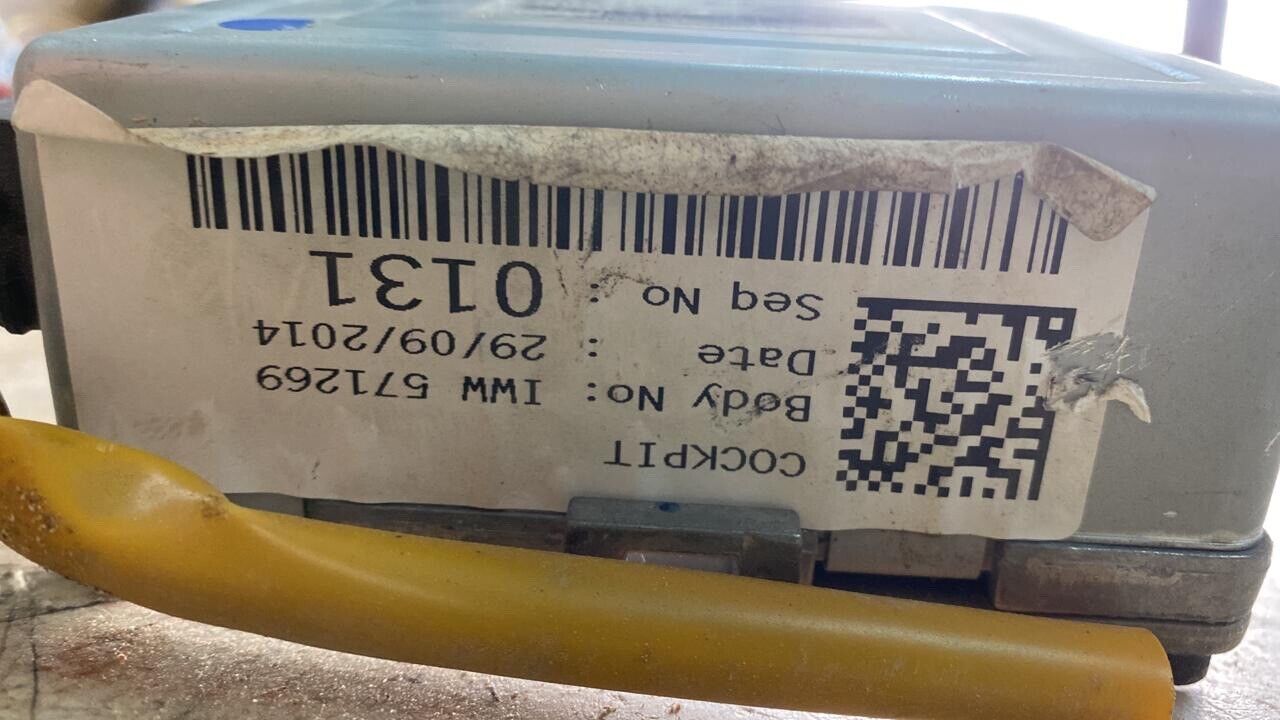 COCKPIT
Body No: IWW 571269
Date : 29/09/2014
Seq No : 0131